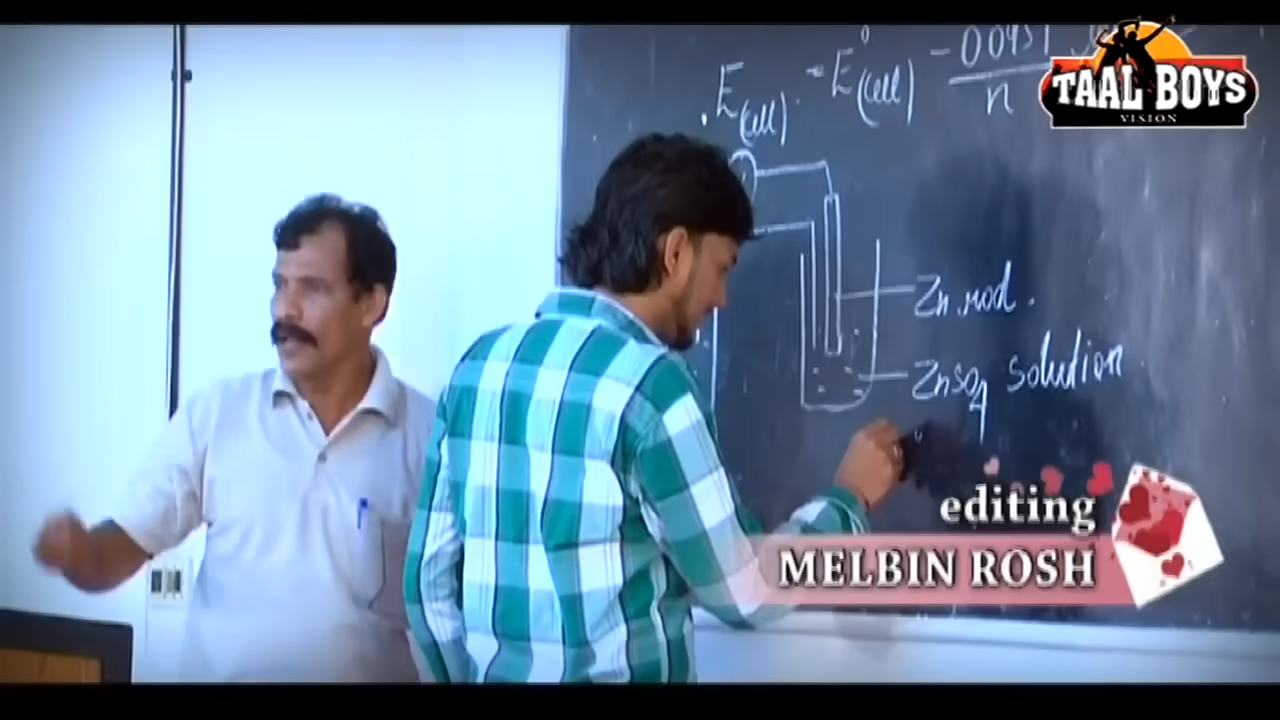 E(cell) = E°(cell) - 0.0591
n
TAAL BOYS
VISION
Zn rod.
ZnSO4 solution
editing
MELBIN ROSH